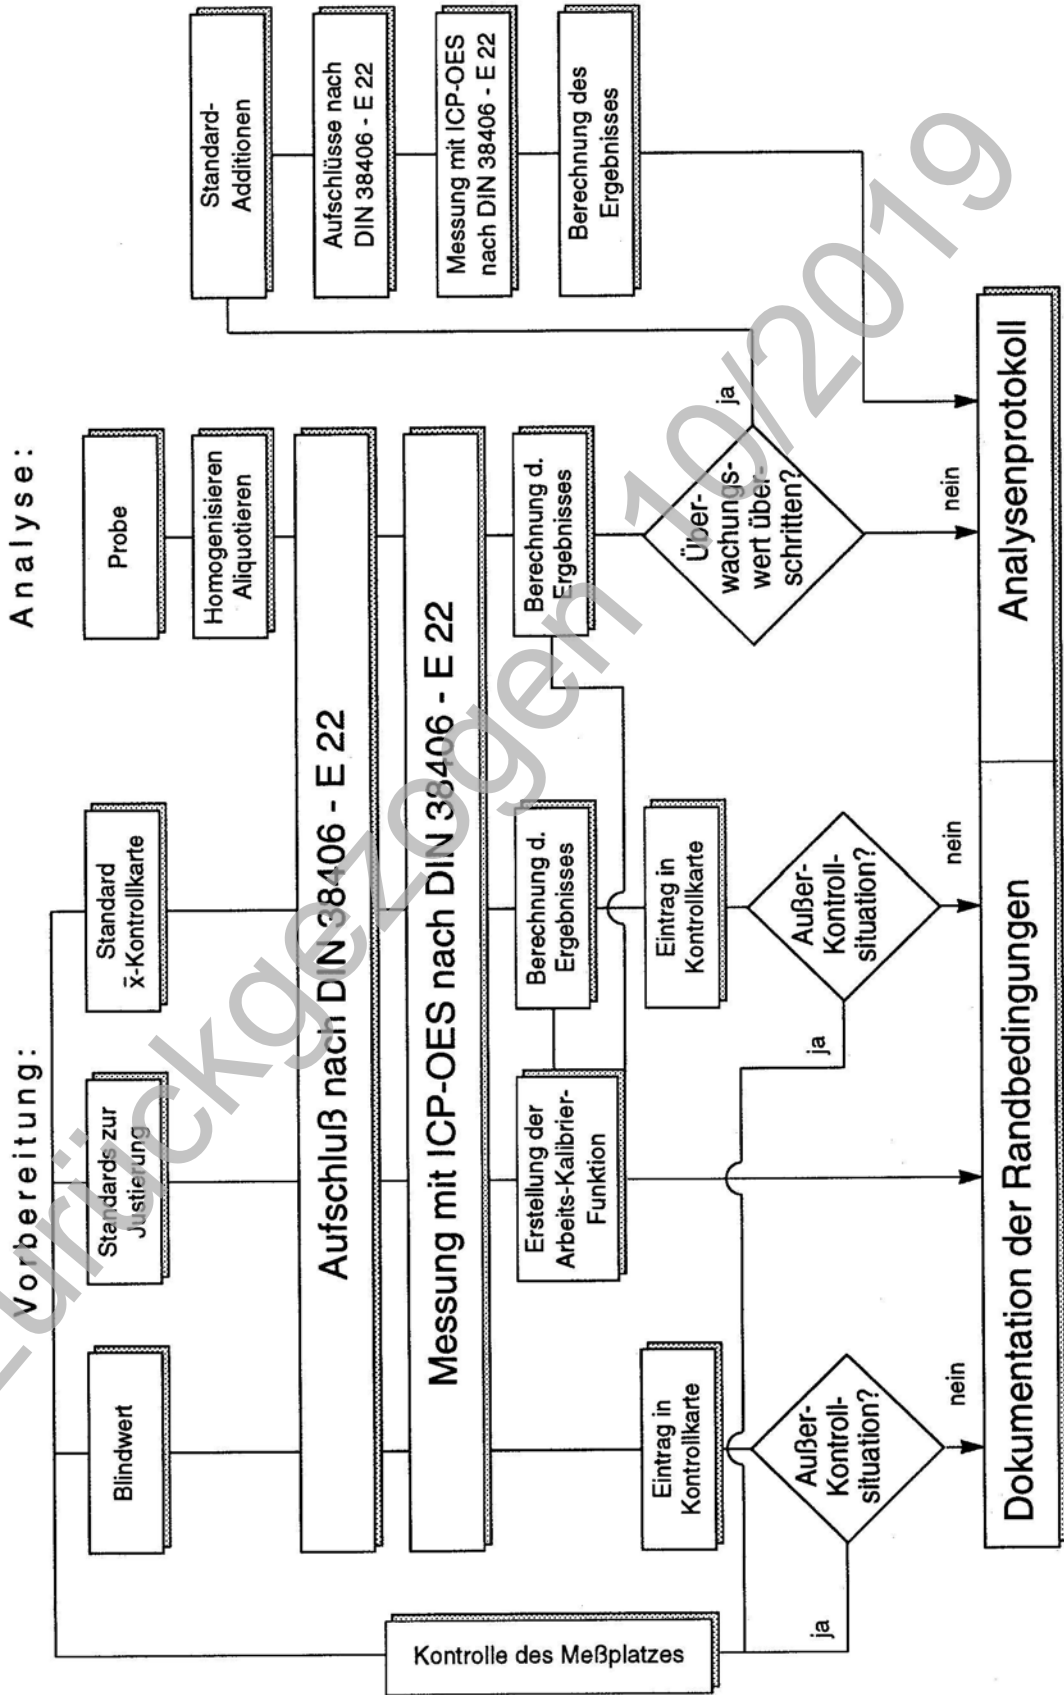 Vorbereitung:
Analyse:
Blindwert
Standards zur
Justierung
Standard
x̄-Kontrollkarte
Probe
Homogenisieren
Aliquotieren
Aufschluß nach DIN 38406 - E 22
Messung mit ICP-OES nach DIN 38406 - E 22
Erstellung der
Arbeits-Kalibrier-
Funktion
Berechnung d.
Ergebnisses
Berechnung d.
Ergebnisses
Eintrag in
Kontrollkarte
Eintrag in
Kontrollkarte
Außer-
Kontroll-
situation?
ja
nein
Außer-
Kontroll-
situation?
ja
nein
Über-
wachungs-
wert über-
schritten?
ja
nein
Kontrolle des Meßplatzes
Standard-
Additionen
Aufschlüsse nach
DIN 38406 - E 22
Messung mit ICP-OES
nach DIN 38406 - E 22
Berechnung des
Ergebnisses
Dokumentation der Randbedingungen
Analysenprotokoll
Zurückgezogen 10/2019